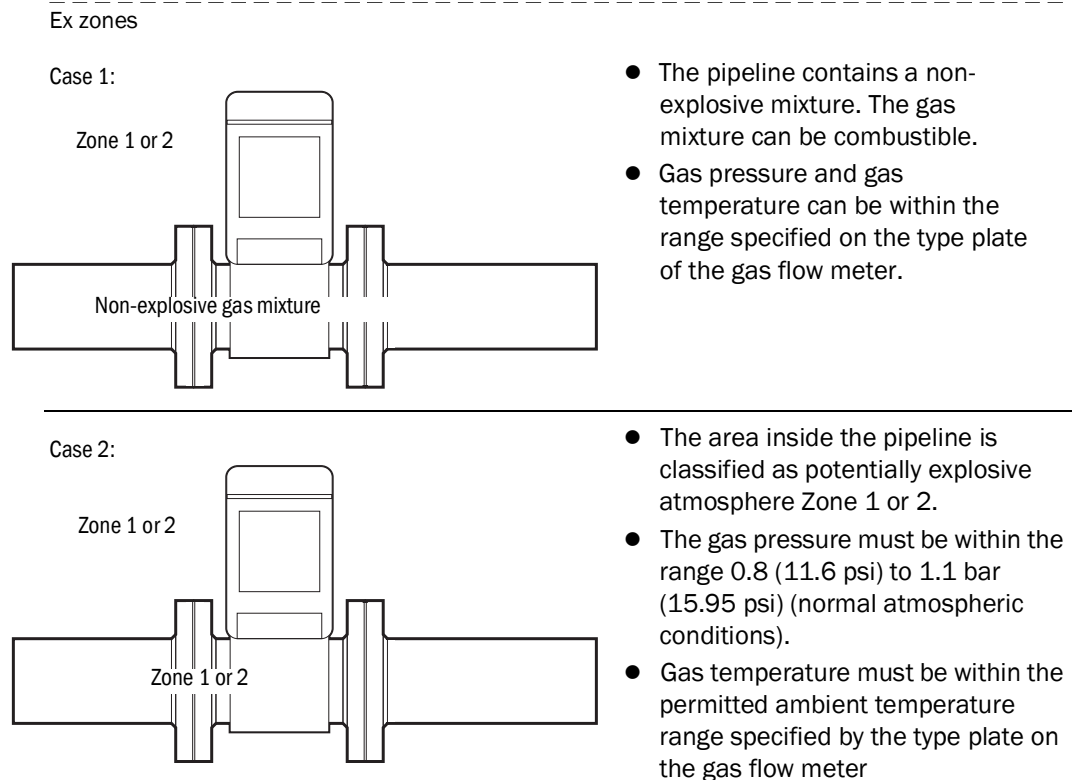 Ex zones
Case 1:
Zone 1 or 2
Non-explosive gas mixture
● The pipeline contains a non-
explosive mixture. The gas
mixture can be combustible.
● Gas pressure and gas
temperature can be within the
range specified on the type plate
of the gas flow meter.
Case 2:
Zone 1 or 2
Zone 1 or 2
● The area inside the pipeline is
classified as potentially explosive
atmosphere Zone 1 or 2.
● The gas pressure must be within the
range 0.8 (11.6 psi) to 1.1 bar
(15.95 psi) (normal atmospheric
conditions).
● Gas temperature must be within the
permitted ambient temperature
range specified by the type plate on
the gas flow meter